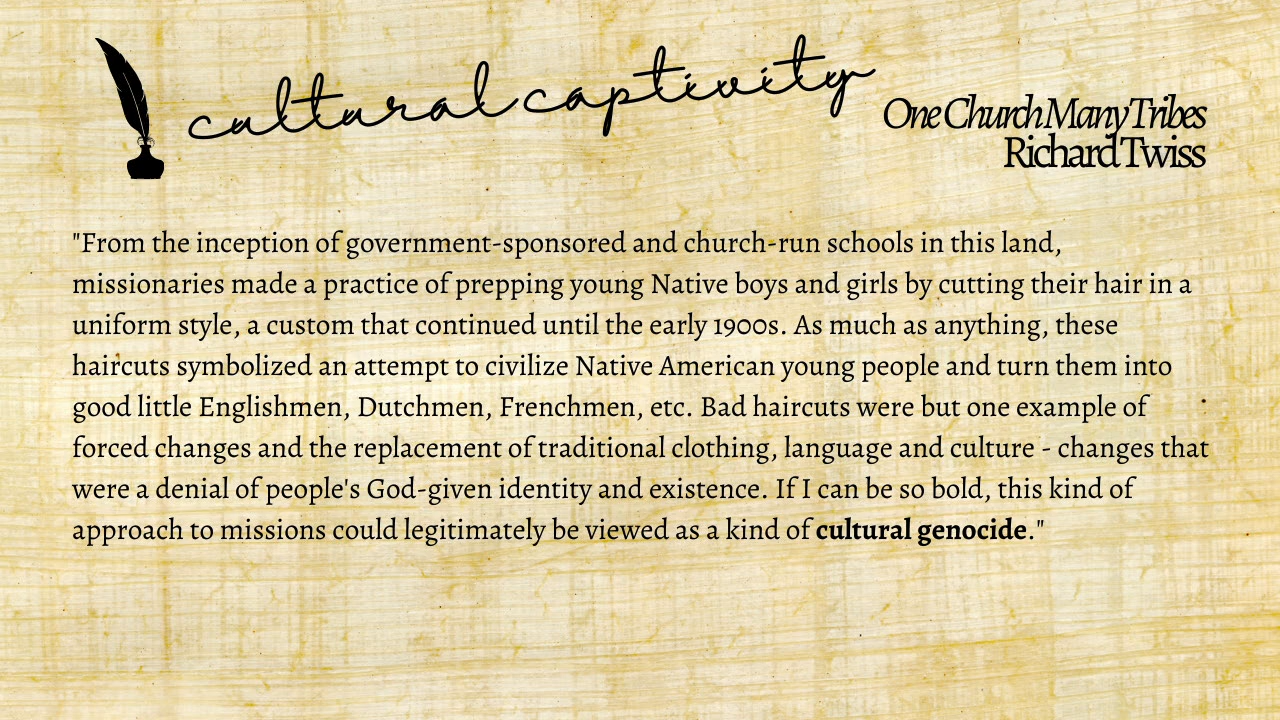 cultural captivity
One Church Many Tribes
Richard Twiss
"From the inception of government-sponsored and church-run schools in this land,
missionaries made a practice of prepping young Native boys and girls by cutting their hair in a
uniform style, a custom that continued until the early 1900s. As much as anything, these
haircuts symbolized an attempt to civilize Native American young people and turn them into
good little Englishmen, Dutchmen, Frenchmen, etc. Bad haircuts were but one example of
forced changes and the replacement of traditional clothing, language and culture - changes that
were a denial of people's God-given identity and existence. If I can be so bold, this kind of
approach to missions could legitimately be viewed as a kind of cultural genocide."